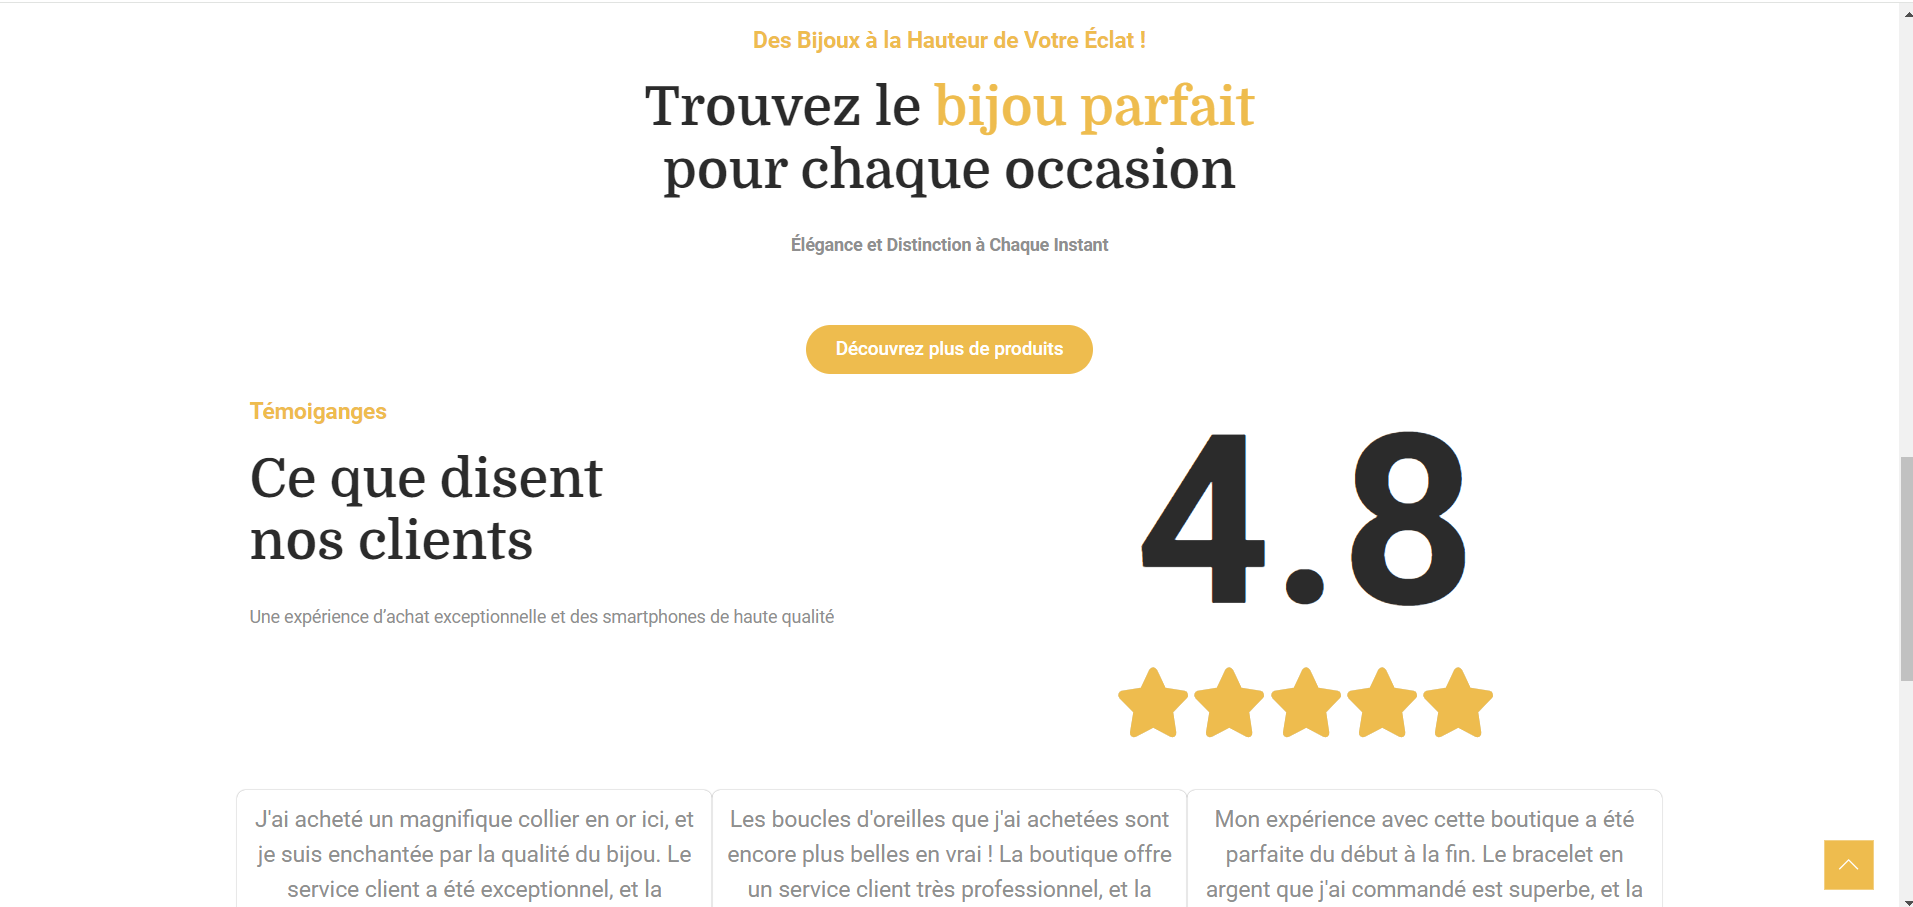 Des Bijoux à la Hauteur de Votre Éclat !
Trouvez le bijou parfait
pour chaque occasion
Élégance et Distinction à Chaque Instant
Découvrez plus de produits
Témoiganges
Ce que disent
nos clients
Une expérience d’achat exceptionnelle et des smartphones de haute qualité
4.8
J'ai acheté un magnifique collier en or ici, et
je suis enchantée par la qualité du bijou. Le
service client a été exceptionnel, et la
Les boucles d'oreilles que j'ai achetées sont
encore plus belles en vrai ! La boutique offre
un service client très professionnel, et la
Mon expérience avec cette boutique a été
parfaite du début à la fin. Le bracelet en
argent que j'ai commandé est superbe, et la